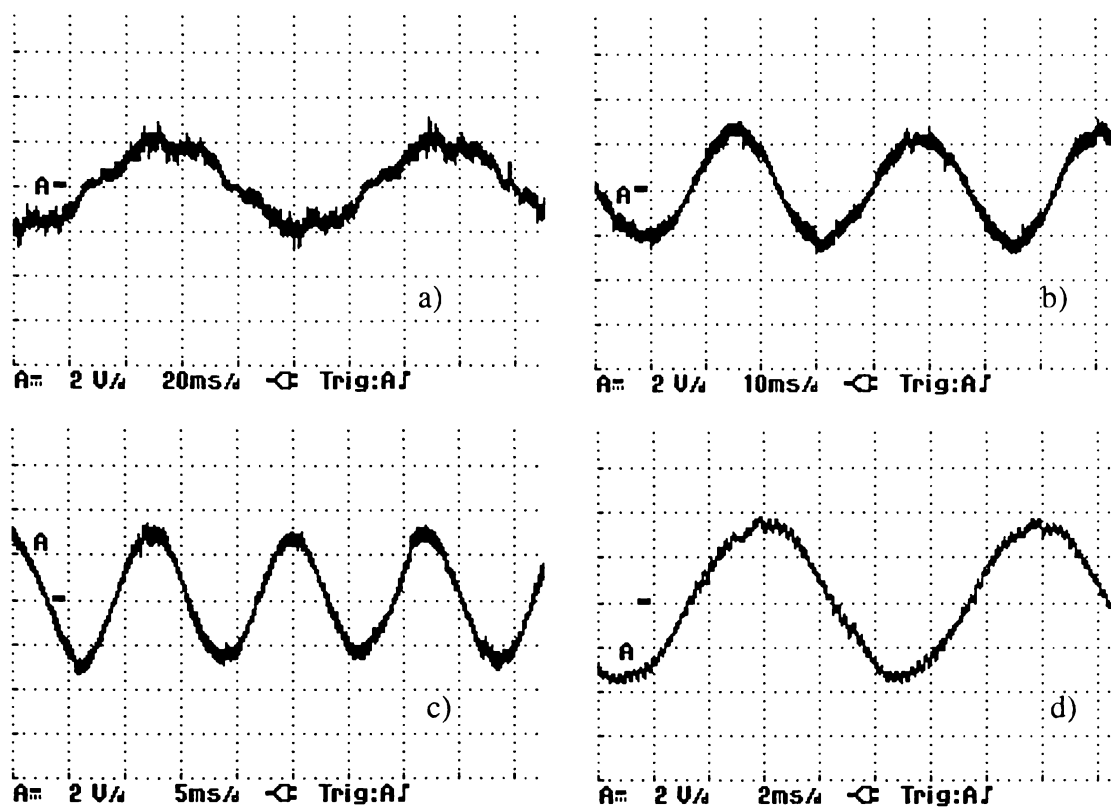 A
a)
A 2 V/d 20ms/d Trig:A
A
b)
A 2 V/d 10ms/d Trig:A
A
c)
A 2 V/d 5ms/d Trig:A
A
d)
A 2 V/d 2ms/d Trig:A